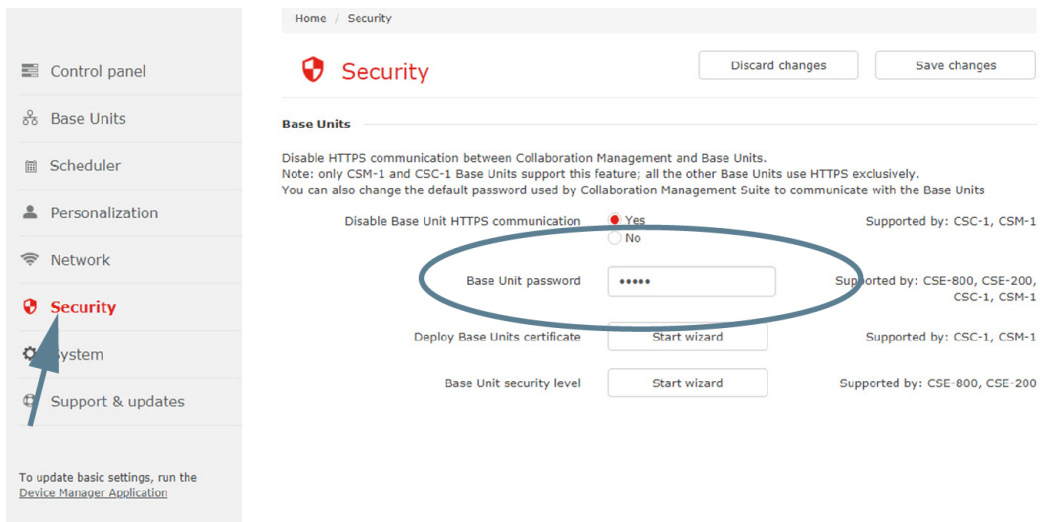 Home / Security
Control panel
Base Units
Scheduler
Personalization
Network
Security
System
Support & updates
To update basic settings, run the
Device Manager Application
Security
Discard changes
Save changes
Base Units
Disable HTTPS communication between Collaboration Management and Base Units.
Note: only CSM-1 and CSC-1 Base Units support this feature; all the other Base Units use HTTPS exclusively.
You can also change the default password used by Collaboration Management Suite to communicate with the Base Units
Disable Base Unit HTTPS communication
Yes
No
Supported by: CSC-1, CSM-1
Base Unit password
•••••
Supported by: CSE-800, CSE-200,
CSC-1, CSM-1
Deploy Base Units certificate
Start wizard
Supported by: CSC-1, CSM-1
Base Unit security level
Start wizard
Supported by: CSE-800, CSE-200